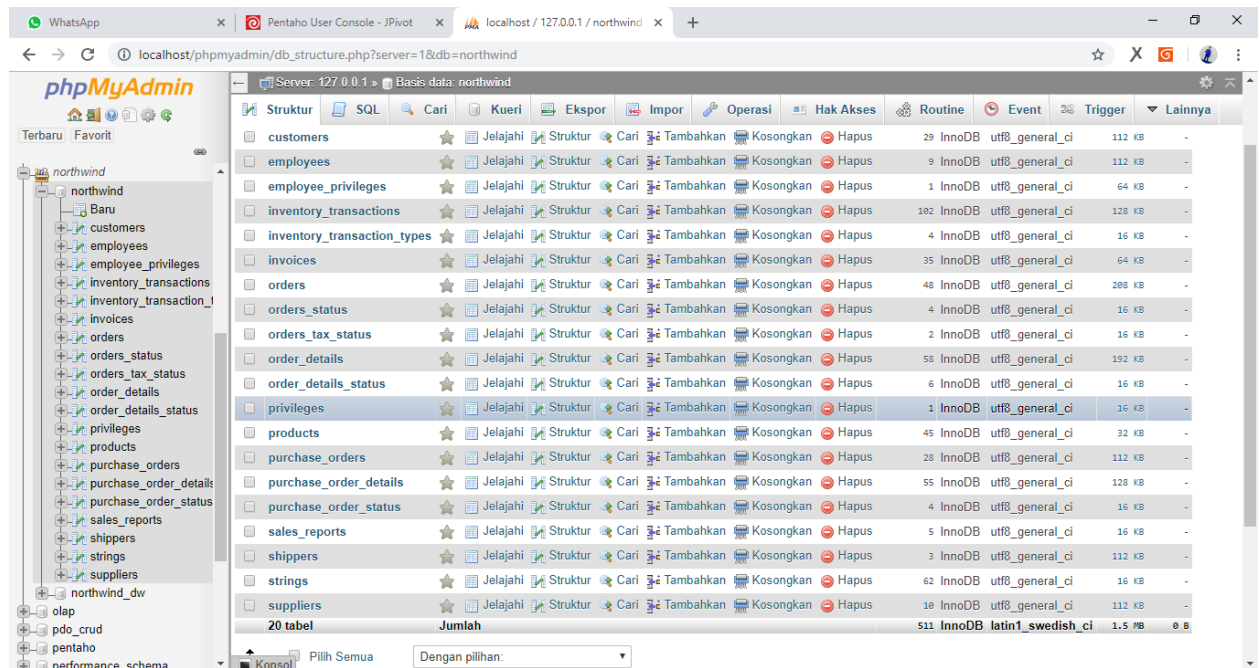 WhatsApp
Pentaho User Console - JPivot
localhost / 127.0.0.1 / northwind
localhost/phpmyadmin/db_structure.php?server=1&db=northwind
phpMyAdmin
Terbaru Favorit
northwind
northwind
Baru
customers
employees
employee_privileges
inventory_transactions
inventory_transaction_t
invoices
orders
orders_status
orders_tax_status
order_details
order_details_status
privileges
products
purchase_orders
purchase_order_details
purchase_order_status
sales_reports
shippers
strings
suppliers
northwind_dw
olap
pdo_crud
pentaho
performance_schema
Server: 127.0.0.1 » Basis data: northwind
Struktur SQL Cari Kueri Ekspor Impor Operasi Hak Akses Routine Event Trigger Lainnya
customers Jelajahi Struktur Cari Tambahkan Kosongkan Hapus 29 InnoDB utf8_general_ci 112 KB -
employees Jelajahi Struktur Cari Tambahkan Kosongkan Hapus 9 InnoDB utf8_general_ci 112 KB -
employee_privileges Jelajahi Struktur Cari Tambahkan Kosongkan Hapus 1 InnoDB utf8_general_ci 64 KB -
inventory_transactions Jelajahi Struktur Cari Tambahkan Kosongkan Hapus 102 InnoDB utf8_general_ci 128 KB -
inventory_transaction_types Jelajahi Struktur Cari Tambahkan Kosongkan Hapus 4 InnoDB utf8_general_ci 16 KB -
invoices Jelajahi Struktur Cari Tambahkan Kosongkan Hapus 35 InnoDB utf8_general_ci 64 KB -
orders Jelajahi Struktur Cari Tambahkan Kosongkan Hapus 48 InnoDB utf8_general_ci 208 KB -
orders_status Jelajahi Struktur Cari Tambahkan Kosongkan Hapus 4 InnoDB utf8_general_ci 16 KB -
orders_tax_status Jelajahi Struktur Cari Tambahkan Kosongkan Hapus 2 InnoDB utf8_general_ci 16 KB -
order_details Jelajahi Struktur Cari Tambahkan Kosongkan Hapus 58 InnoDB utf8_general_ci 192 KB -
order_details_status Jelajahi Struktur Cari Tambahkan Kosongkan Hapus 6 InnoDB utf8_general_ci 16 KB -
privileges Jelajahi Struktur Cari Tambahkan Kosongkan Hapus 1 InnoDB utf8_general_ci 16 KB -
products Jelajahi Struktur Cari Tambahkan Kosongkan Hapus 45 InnoDB utf8_general_ci 32 KB -
purchase_orders Jelajahi Struktur Cari Tambahkan Kosongkan Hapus 28 InnoDB utf8_general_ci 112 KB -
purchase_order_details Jelajahi Struktur Cari Tambahkan Kosongkan Hapus 55 InnoDB utf8_general_ci 128 KB -
purchase_order_status Jelajahi Struktur Cari Tambahkan Kosongkan Hapus 4 InnoDB utf8_general_ci 16 KB -
sales_reports Jelajahi Struktur Cari Tambahkan Kosongkan Hapus 5 InnoDB utf8_general_ci 16 KB -
shippers Jelajahi Struktur Cari Tambahkan Kosongkan Hapus 3 InnoDB utf8_general_ci 112 KB -
strings Jelajahi Struktur Cari Tambahkan Kosongkan Hapus 62 InnoDB utf8_general_ci 16 KB -
suppliers Jelajahi Struktur Cari Tambahkan Kosongkan Hapus 10 InnoDB utf8_general_ci 112 KB -
20 tabel Jumlah 511 InnoDB latin1_swedish_ci 1.5 MB 0 B
Pilih Semua Dengan pilihan:
Konsol